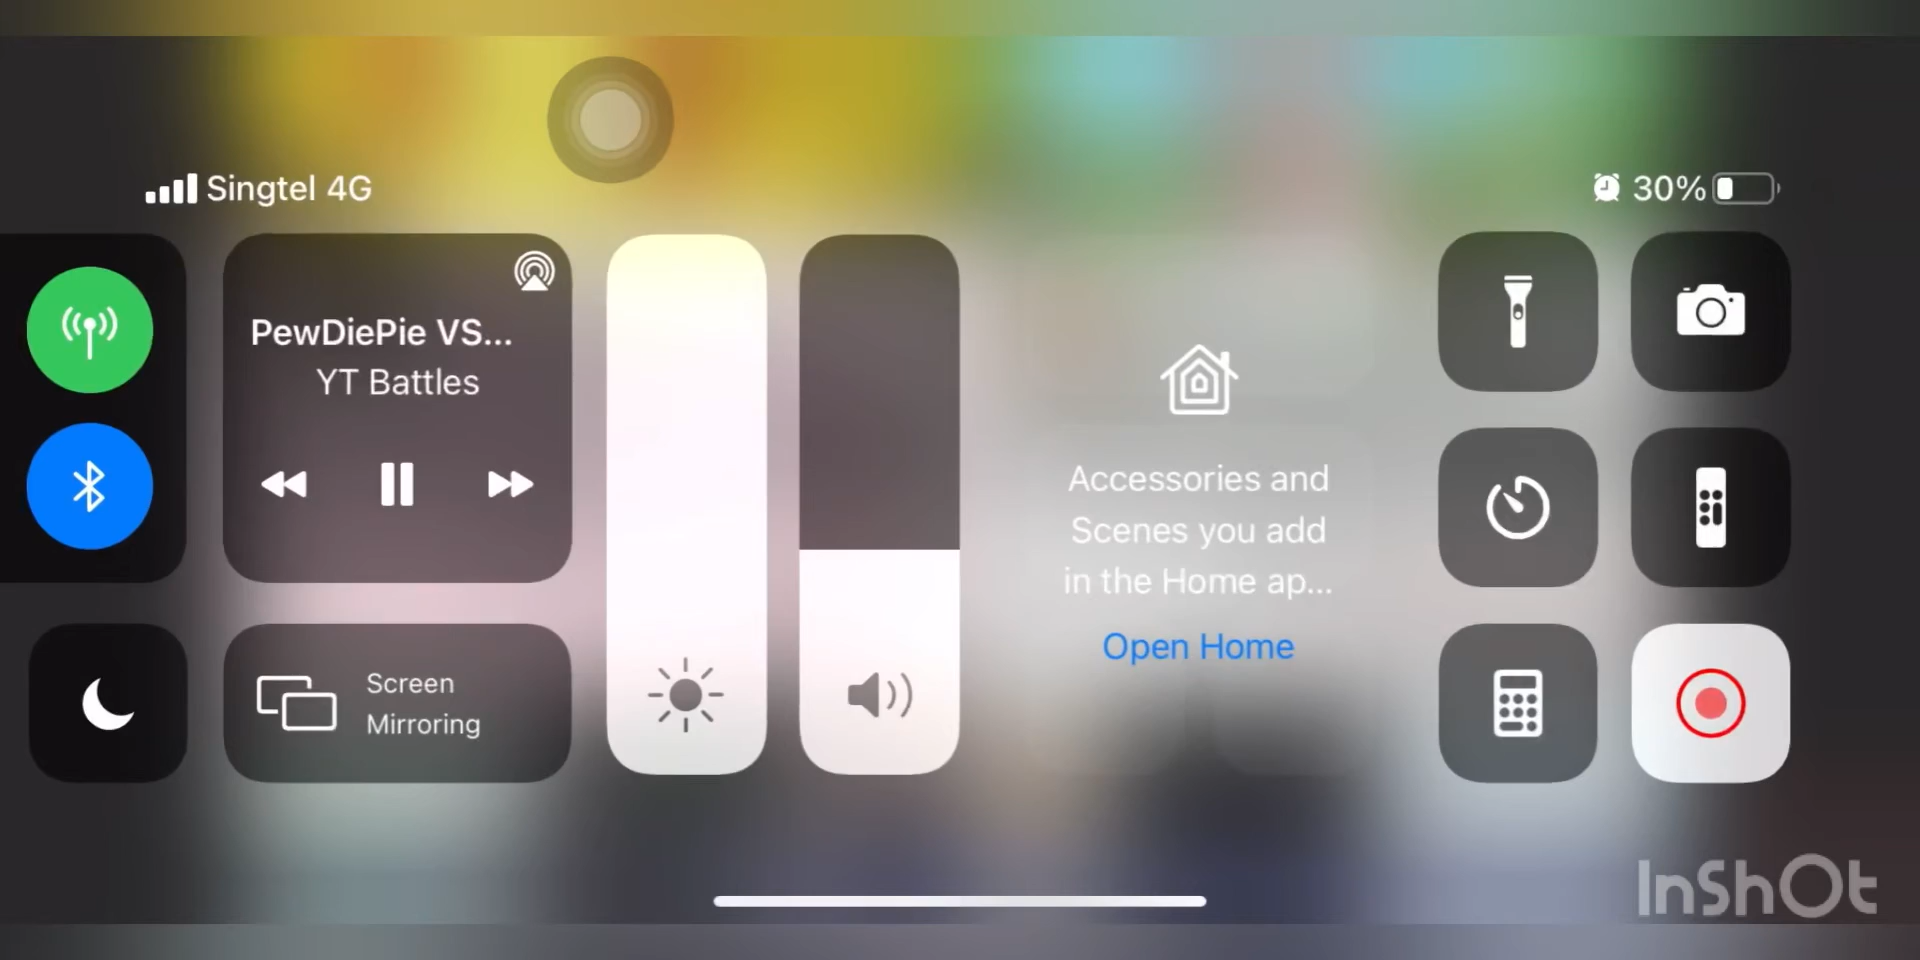 Singtel 4G
30%
PewDiePie VS...
YT Battles
Accessories and
Scenes you add
in the Home ap...
Open Home
Screen
Mirroring
InShOt